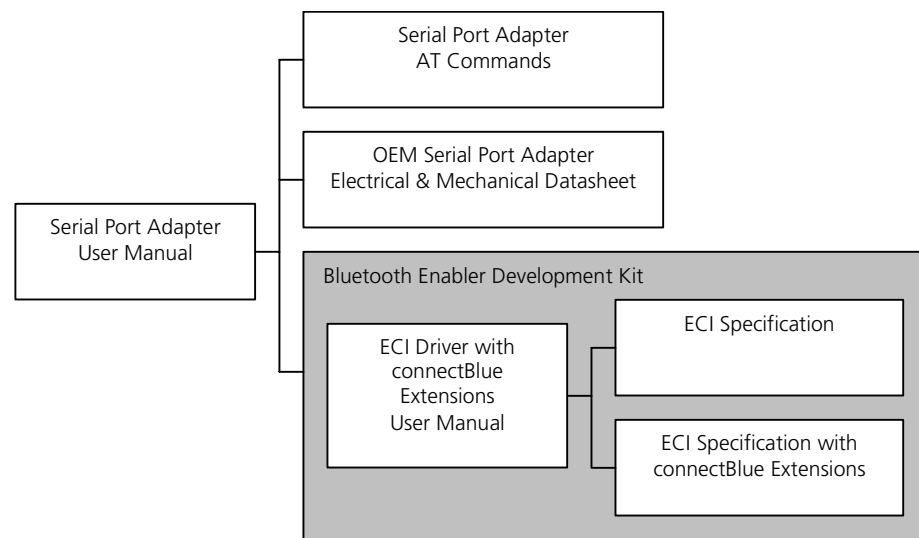 Serial Port Adapter
AT Commands
OEM Serial Port Adapter
Electrical & Mechanical Datasheet
Serial Port Adapter
User Manual
Bluetooth Enabler Development Kit
ECI Driver with
connectBlue
Extensions
User Manual
ECI Specification
ECI Specification with
connectBlue Extensions